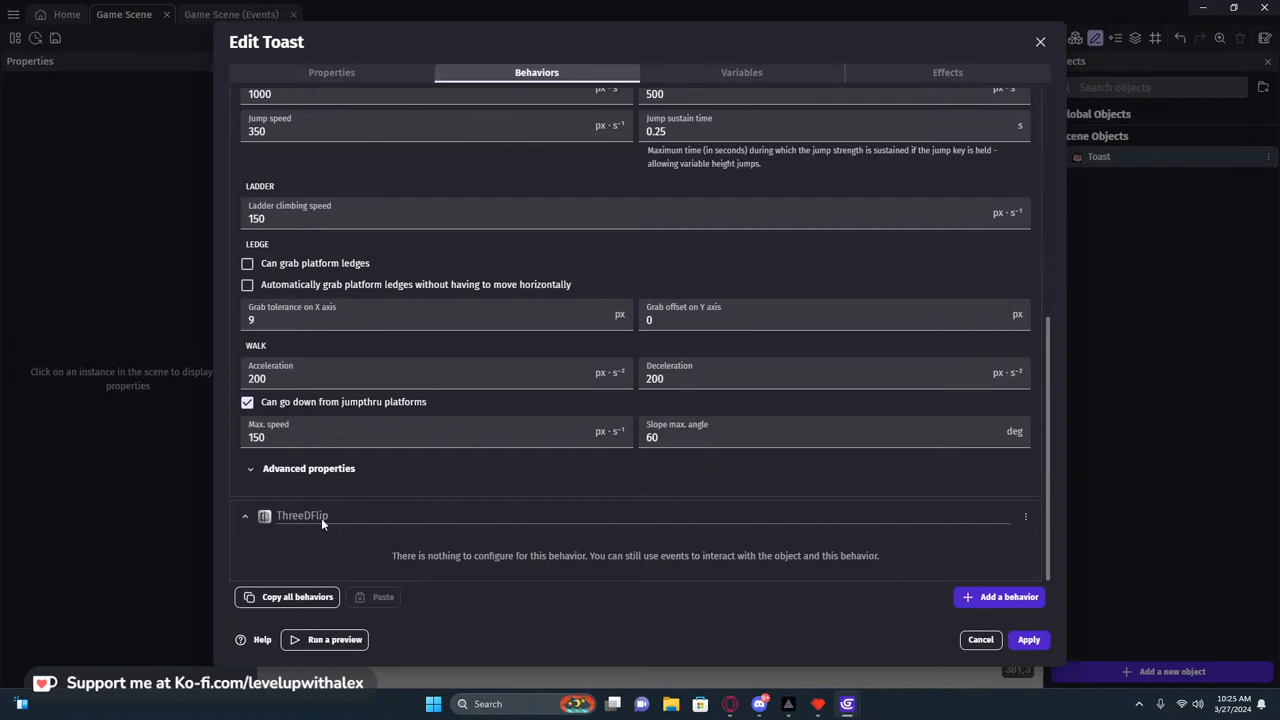 Home
Game Scene
Game Scene (Events)
Properties
Edit Toast
Properties
Behaviors
Variables
Effects
1000
px · s
500
px · s
Jump speed
350
px · s⁻¹
Jump sustain time
0.25
s
Maximum time (in seconds) during which the jump strength is sustained if the jump key is held -
allowing variable height jumps.
LADDER
Ladder climbing speed
150
px · s⁻¹
LEDGE
Can grab platform ledges
Automatically grab platform ledges without having to move horizontally
Grab tolerance on X axis
9
px
Grab offset on Y axis
0
px
WALK
Acceleration
200
px · s⁻²
Deceleration
200
px · s⁻²
Can go down from jumpthru platforms
Max. speed
150
px · s⁻¹
Slope max. angle
60
deg
Advanced properties
ThreeDFlip
There is nothing to configure for this behavior. You can still use events to interact with the object and this behavior.
Copy all behaviors
Paste
Add a behavior
Help
Run a preview
Cancel
Apply
Click on an instance in the scene to display
properties
ects
Search objects
lobal Objects
cene Objects
Toast
381;3
Add a new object
Support me at Ko-fi.com/levelupwithalex
Search
10:25 AM
3/27/2024